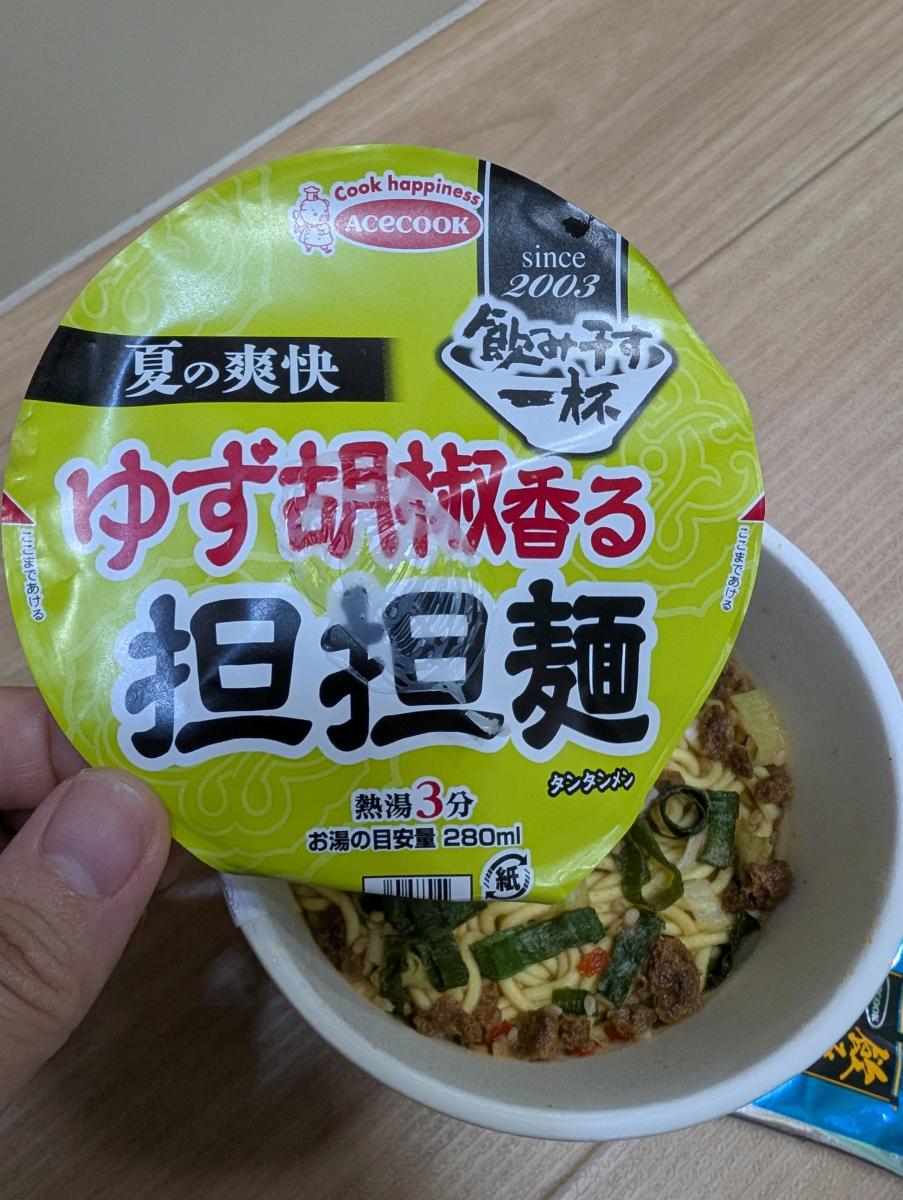 Cook happiness
ACeCOOK
since
2003
飲み干す
一杯
夏の爽快
ゆず胡椒香る
担担麺
タンタンメン
ここまであける
ここまであける
熱湯3分
お湯の目安量 280ml
紙
COOK